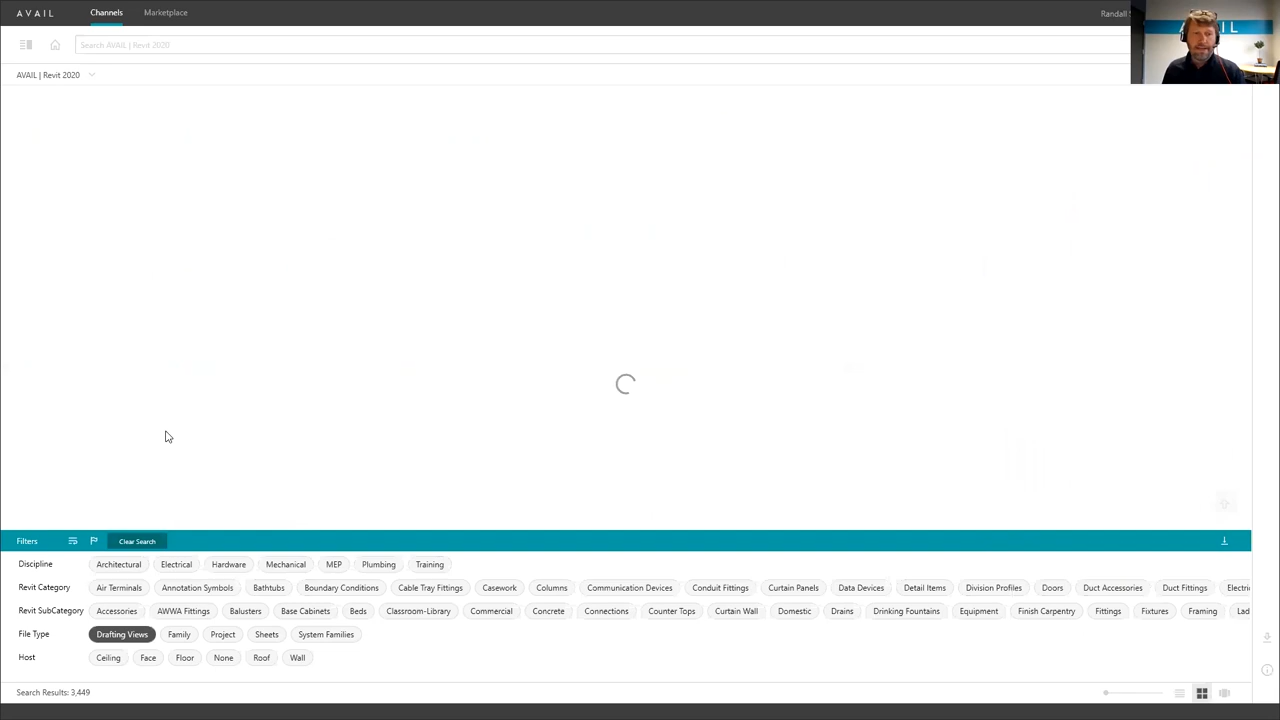 AVAIL Channels Marketplace Randall
Search AVAIL | Revit 2020
AVAIL | Revit 2020
Filters Clear Search
Discipline Architectural Electrical Hardware Mechanical MEP Plumbing Training
Revit Category Air Terminals Annotation Symbols Bathtubs Boundary Conditions Cable Tray Fittings Casework Columns Communication Devices Conduit Fittings Curtain Panels Data Devices Detail Items Division Profiles Doors Duct Accessories Duct Fittings Electri
Revit SubCategory Accessories AWWA Fittings Balusters Base Cabinets Beds Classroom-Library Commercial Concrete Connections Counter Tops Curtain Wall Domestic Drains Drinking Fountains Equipment Finish Carpentry Fittings Fixtures Framing Lad
File Type Drafting Views Family Project Sheets System Families
Host Ceiling Face Floor None Roof Wall
Search Results: 3,449